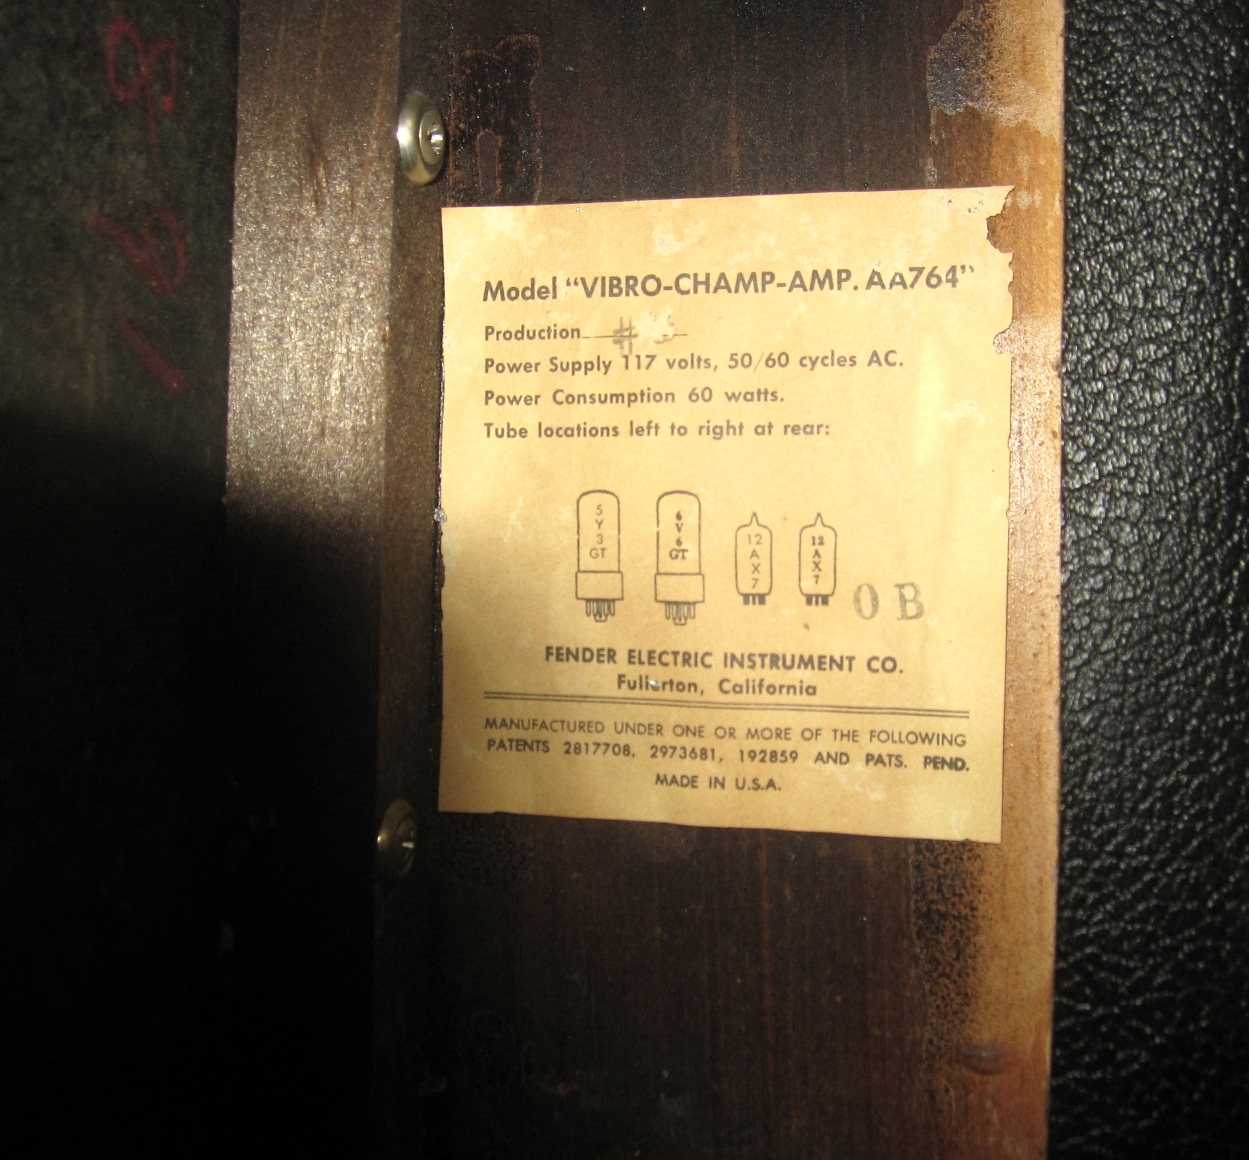 Model “VIBRO-CHAMP-AMP. AA764”
Production #
Power Supply 117 volts, 50/60 cycles AC.
Power Consumption 60 watts.
Tube locations left to right at rear:
5Y3GT
6V6GT
12AX7
12AX7
OB
FENDER ELECTRIC INSTRUMENT CO.
Fullerton, California
MANUFACTURED UNDER ONE OR MORE OF THE FOLLOWING
PATENTS 2817708, 2973681, 192859 AND PATS. PEND.
MADE IN U.S.A.